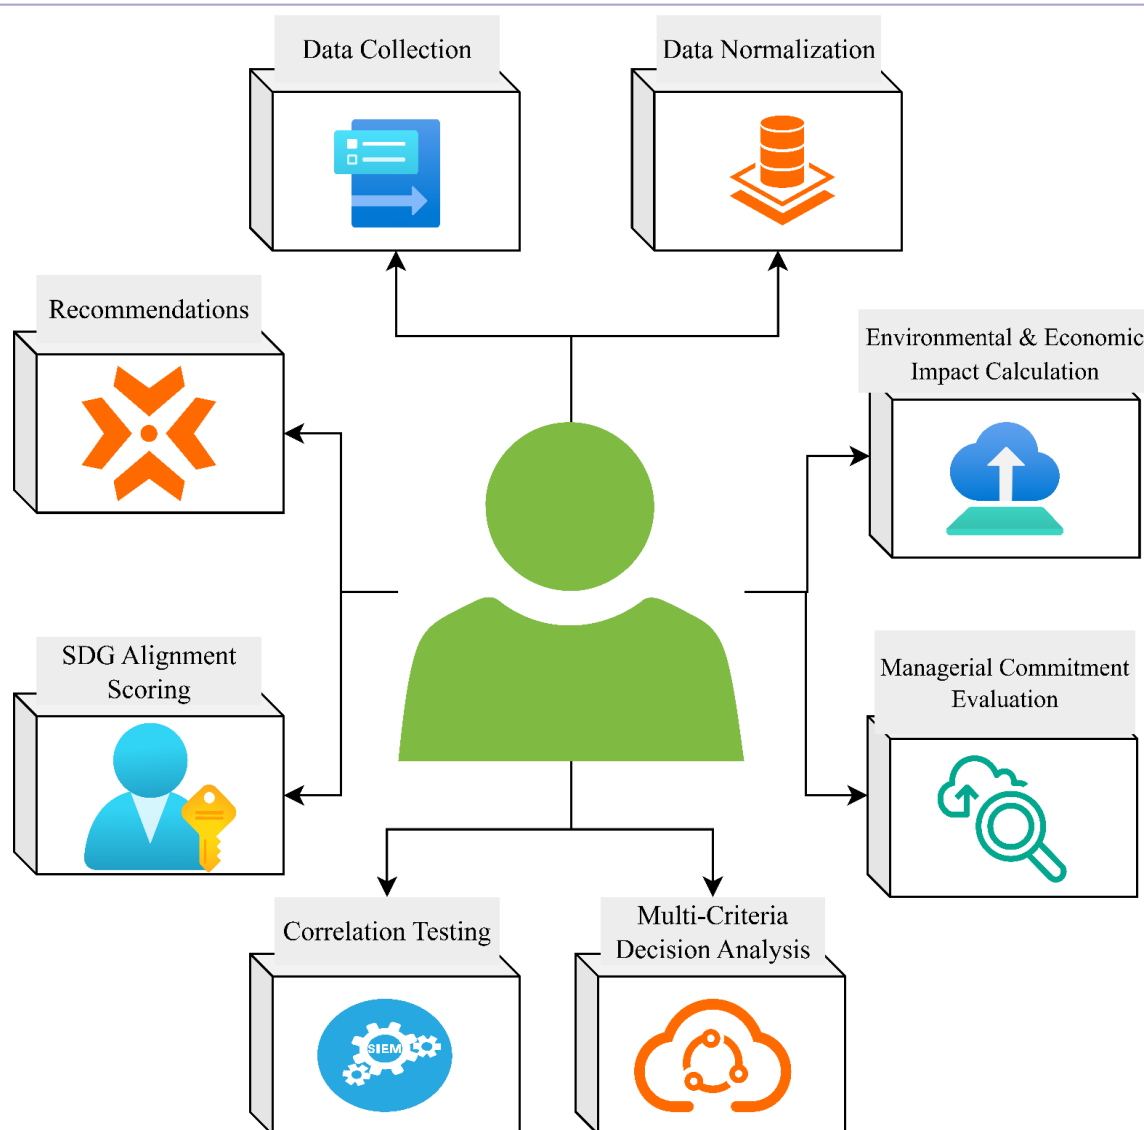 Data Collection
Data Normalization
Recommendations
Environmental & Economic
Impact Calculation
SDG Alignment
Scoring
Managerial Commitment
Evaluation
Correlation Testing
Multi-Criteria
Decision Analysis
SIEM